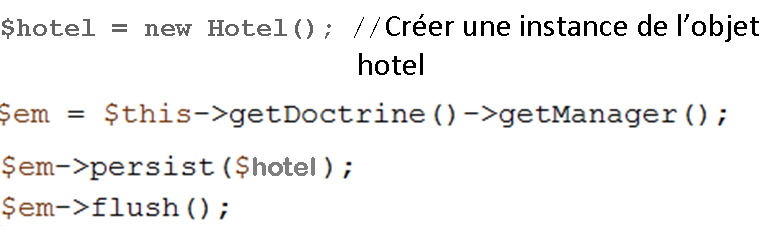 $hotel = new Hotel(); //Créer une instance de l’objet
hotel
$em = $this->getDoctrine()->getManager();
$em->persist($hotel);
$em->flush();